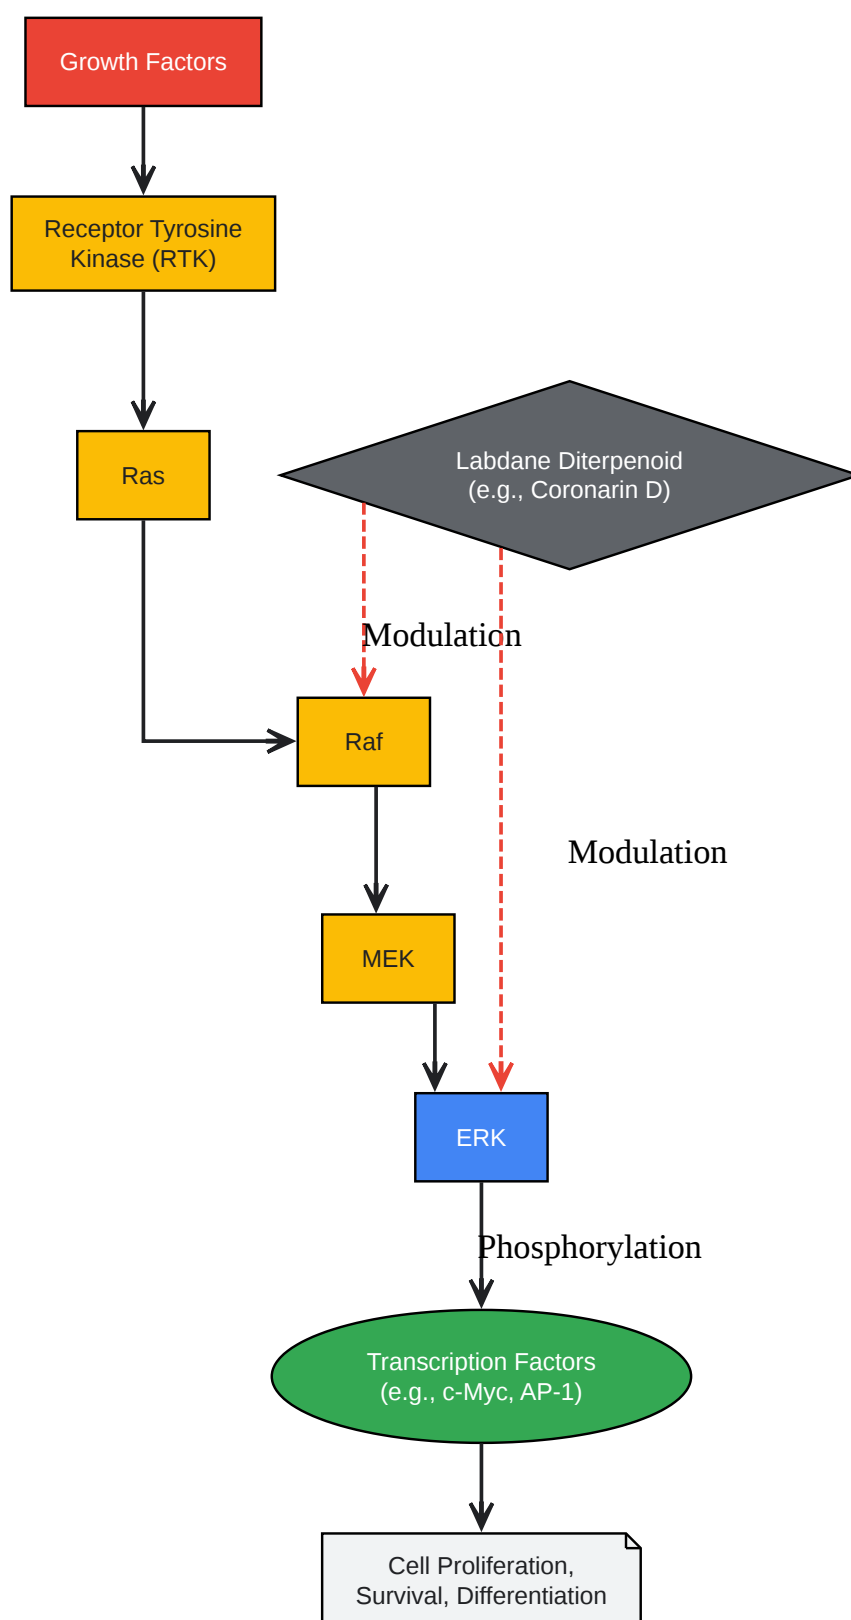 Growth Factors
Receptor Tyrosine
Kinase (RTK)
Ras
Labdane Diterpenoid
(e.g., Coronarin D)
Modulation
Raf
Modulation
MEK
ERK
Phosphorylation
Transcription Factors
(e.g., c-Myc, AP-1)
Cell Proliferation,
Survival, Differentiation